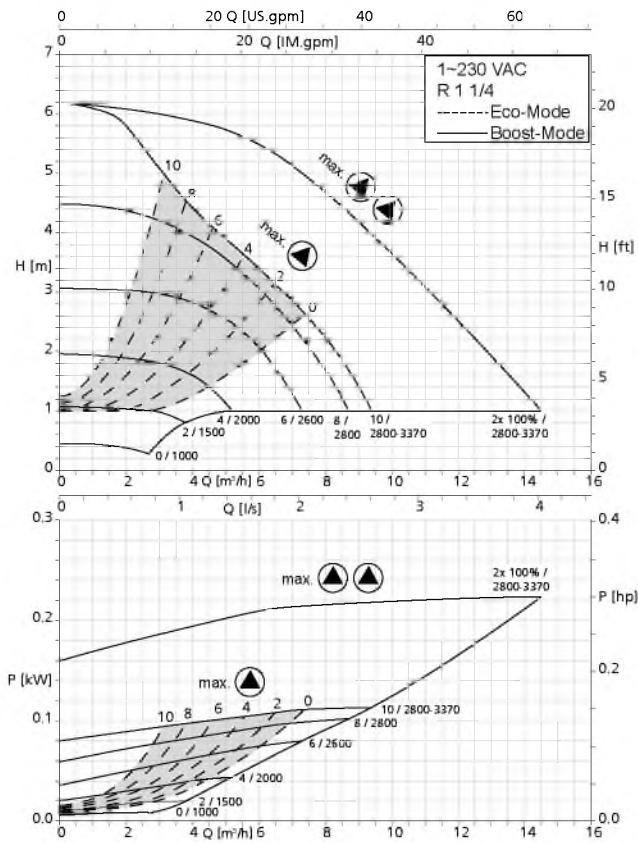 0 20 Q [US.gpm] 40 60
0 20 Q [IM.gpm] 40 60
1~230 VAC
R 1 1/4
Eco-Mode
Boost-Mode
7
6
5
4
H [m]
3
2
1
0
20
15
H [ft]
10
5
0
max.
10
8
6
4
2
0
max.
4 / 2000
6 / 2600
8 /
2800
10 /
2800-3370
2x 100% /
2800-3370
2 / 1500
0 / 1000
0 2 4 Q [m³/h] 6 8 10 12 14 16
0 1 Q [l/s] 2 3 4
0.3
0.2
P [kW]
0.1
0.0
0.4
P [hp]
0.2
0.0
max.
2x 100% /
2800-3370
max.
10 8 6 4 2 0
10 / 2800-3370
8 / 2800
6 / 2600
4 / 2000
2 / 1500
0 / 1000
0 2 4 Q [m³/h] 6 8 10 12 14 16